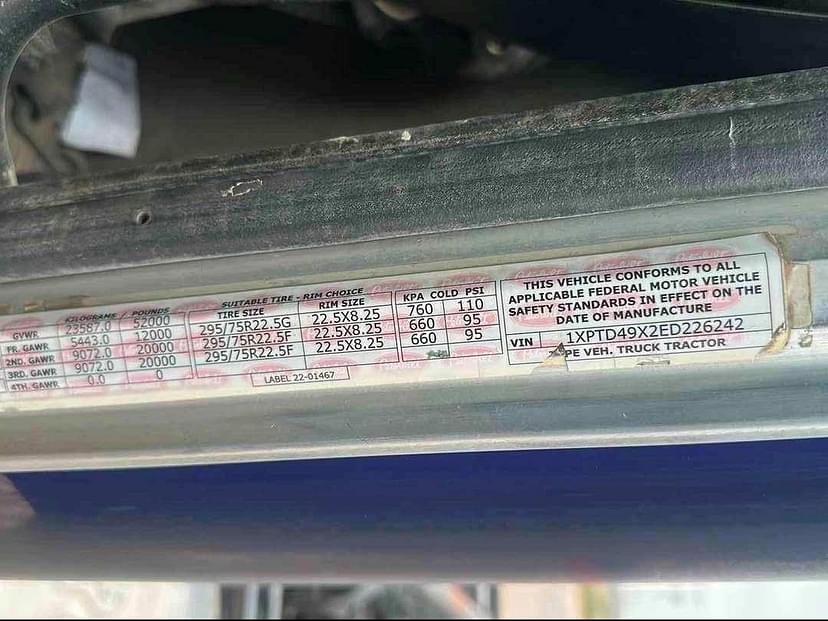 KILOGRAMS / POUNDS
GVWR 23587.0 52000
FR. GAWR 5443.0 12000
2ND. GAWR 9072.0 20000
3RD. GAWR 9072.0 20000
4TH. GAWR 0.0 0
SUITABLE TIRE - RIM CHOICE
TIRE SIZE RIM SIZE
295/75R22.5G 22.5X8.25
295/75R22.5F 22.5X8.25
295/75R22.5F 22.5X8.25
KPA COLD PSI
760 110
660 95
660 95
LABEL 22-01467
THIS VEHICLE CONFORMS TO ALL
APPLICABLE FEDERAL MOTOR VEHICLE
SAFETY STANDARDS IN EFFECT ON THE
DATE OF MANUFACTURE
VIN 1XPTD49X2ED226242
PE VEH. TRUCK TRACTOR